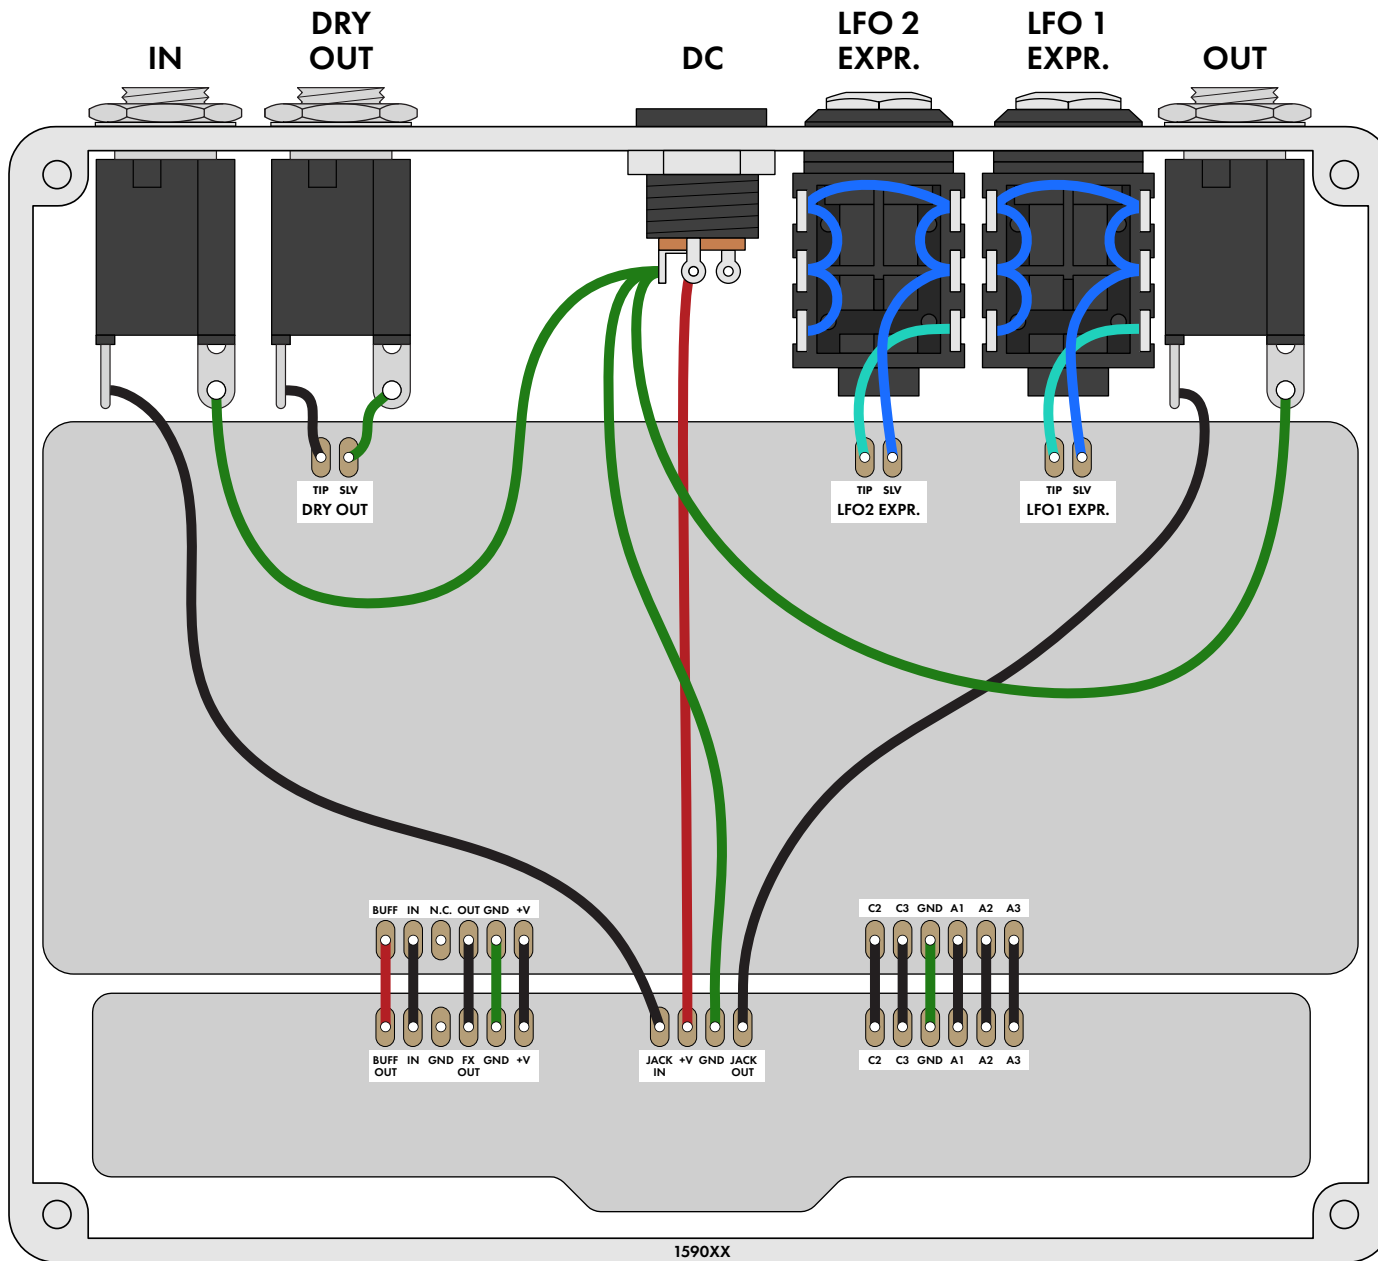 IN
DRY
OUT
DC
LFO 2
EXPR.
LFO 1
EXPR.
OUT
TIP SLV
DRY OUT
TIP SLV
LFO2 EXPR.
TIP SLV
LFO1 EXPR.
BUFF IN N.C. OUT GND +V
C2 C3 GND A1 A2 A3
BUFF IN GND FX GND +V
OUT OUT
JACK +V GND JACK
IN OUT
C2 C3 GND A1 A2 A3
1590XX